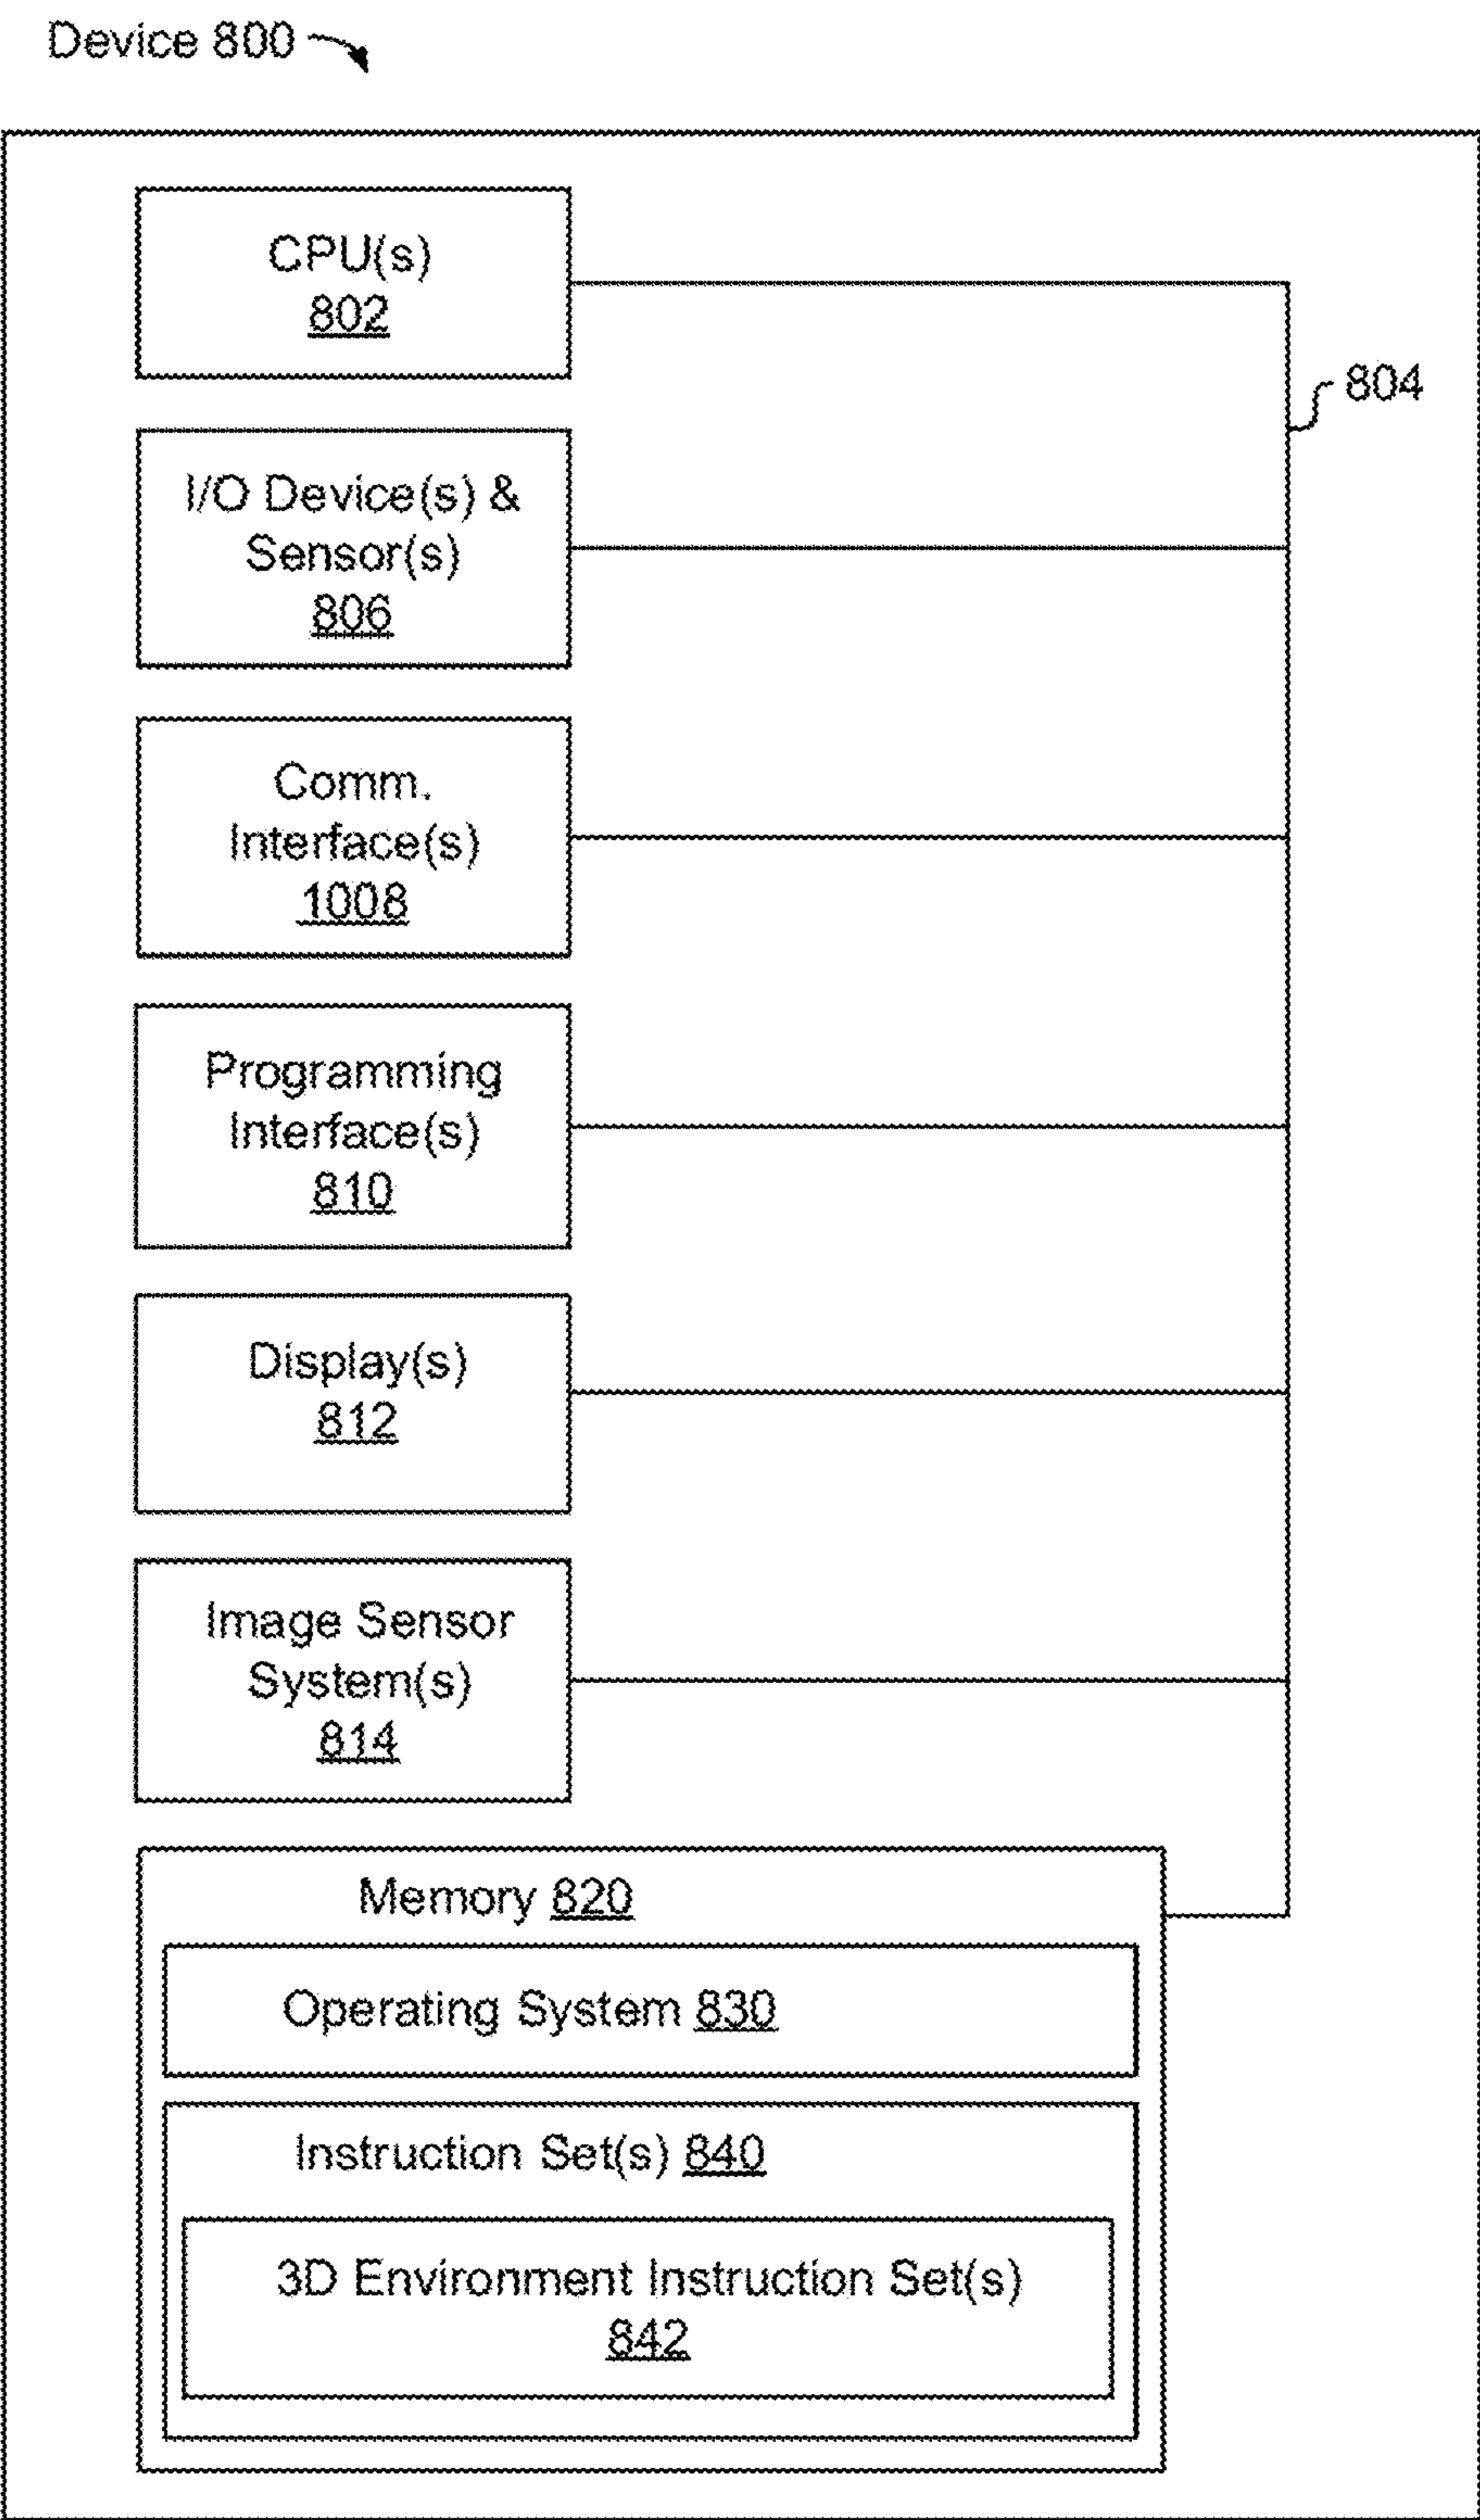 Device 800
CPU(s)
802
804
I/O Device(s) &
Sensor(s)
806
Comm.
Interface(s)
1008
Programming
Interface(s)
810
Display(s)
812
Image Sensor
System(s)
814
Memory 820
Operating System 830
Instruction Set(s) 840
3D Environment Instruction Set(s)
842